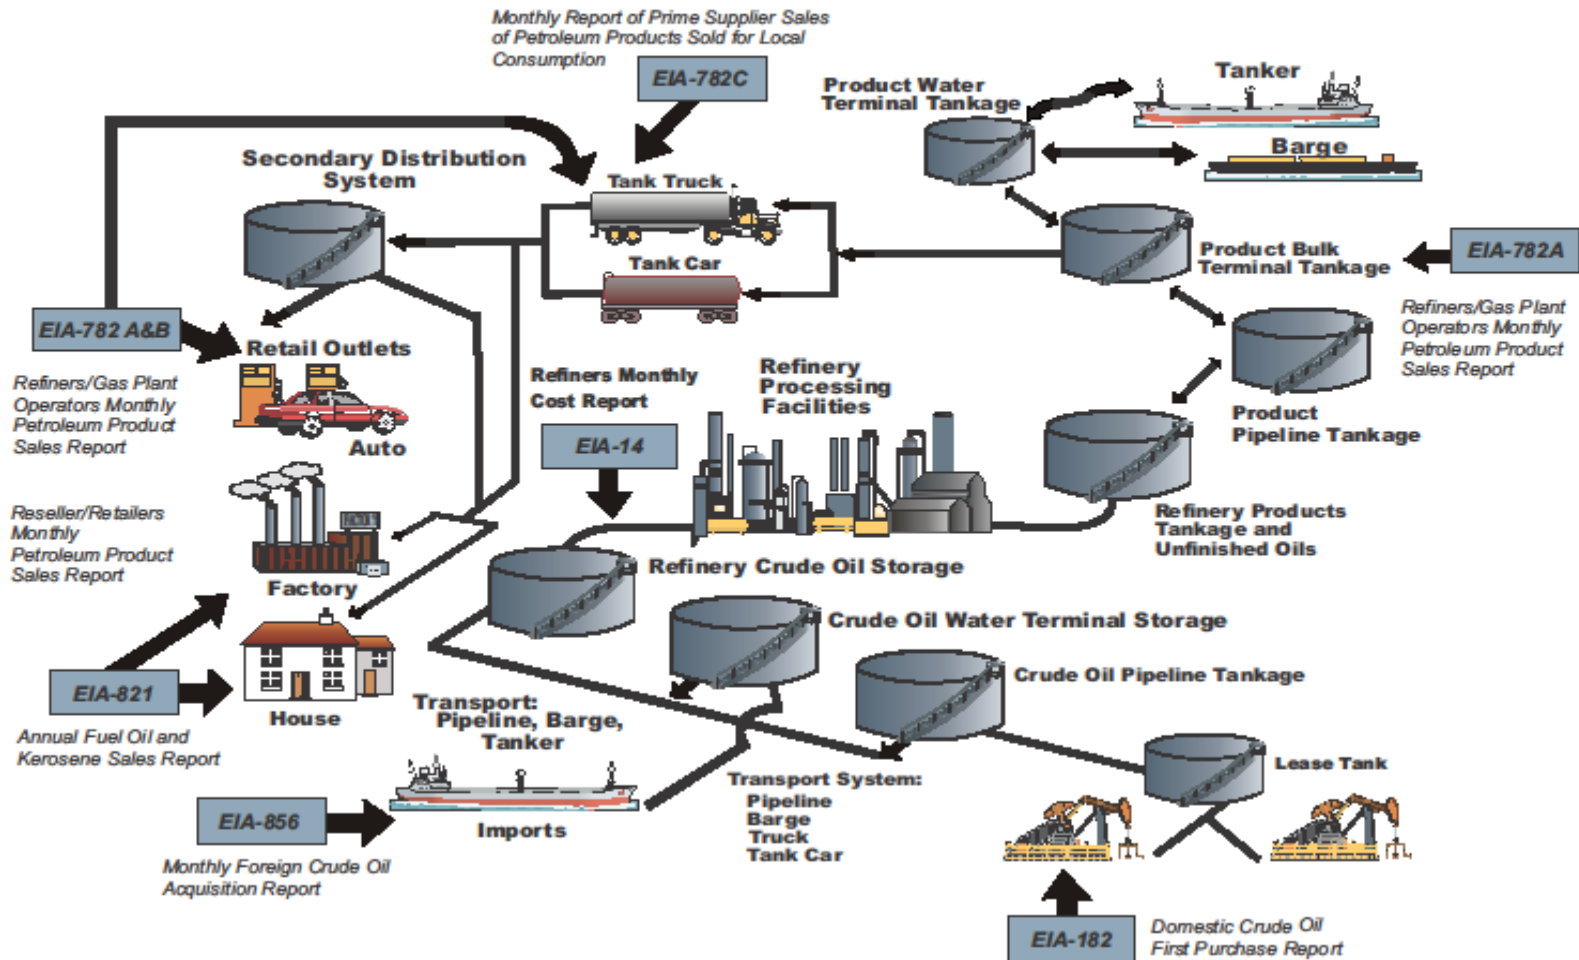 Monthly Report of Prime Supplier Sales
of Petroleum Products Sold for Local
Consumption
EIA-782C
Product Water
Terminal Tankage
Tanker
Barge
Secondary Distribution
System
Tank Truck
Tank Car
Product Bulk
Terminal Tankage
EIA-782A
Refiners/Gas Plant
Operators Monthly
Petroleum Product
Sales Report
EIA-782 A&B
Refiners/Gas Plant
Operators Monthly
Petroleum Product
Sales Report
Retail Outlets
Auto
Refiners Monthly
Cost Report
EIA-14
Refinery
Processing
Facilities
Product
Pipeline Tankage
Reseller/Retailers
Monthly
Petroleum Product
Sales Report
Factory
Refinery Products
Tankage and
Unfinished Oils
Refinery Crude Oil Storage
Crude Oil Water Terminal Storage
Crude Oil Pipeline Tankage
EIA-821
Annual Fuel Oil and
Kerosene Sales Report
House
Transport:
Pipeline, Barge,
Tanker
Transport System:
Pipeline
Barge
Truck
Tank Car
Lease Tank
EIA-856
Monthly Foreign Crude Oil
Acquisition Report
Imports
EIA-182
Domestic Crude Oil
First Purchase Report